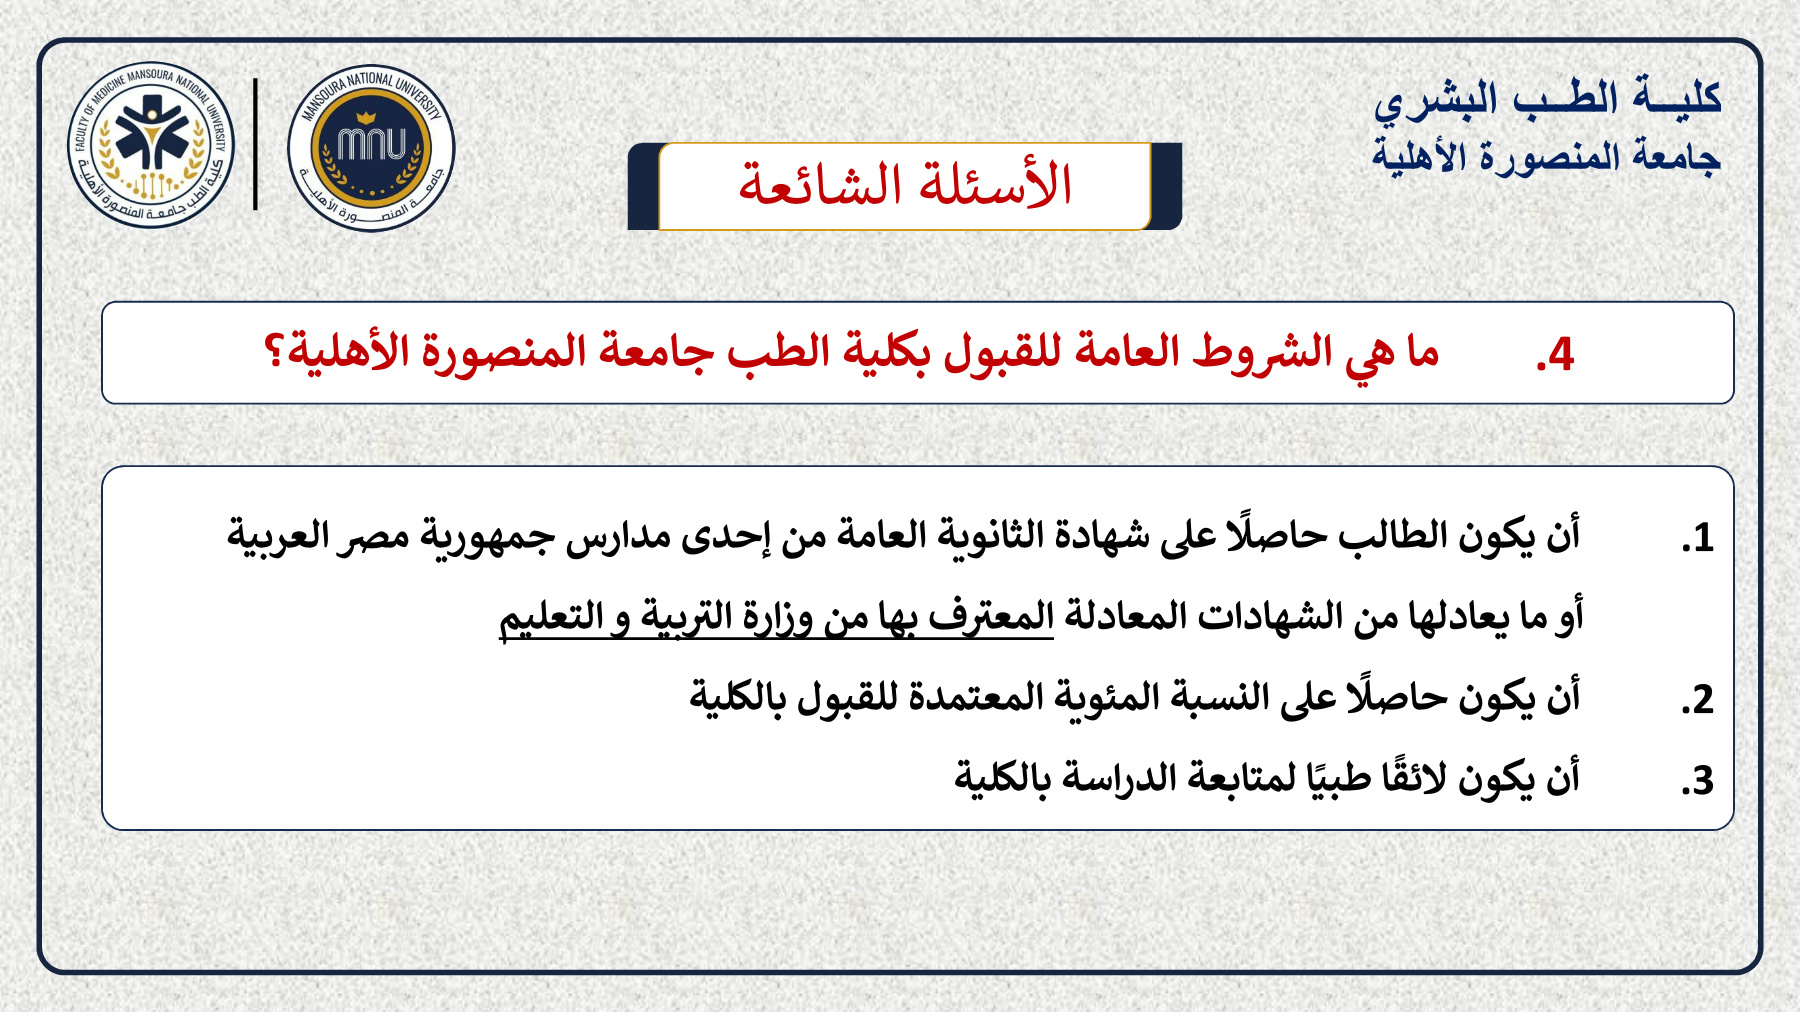 كليـــة الطـــب البشري
جامعة المنصورة الأهلية
MANSOURA NATIONAL UNIVERSITY
mnu
جامعـــة المنصـــورة الأهليـــة
FACULTY OF MEDICINE MANSOURA NATIONAL UNIVERSITY
كلية الطب جامعة المنصورة الأهلية
الأسئلة الشائعة
4. ما هي الشروط العامة للقبول بكلية الطب جامعة المنصورة الأهلية؟
1. أن يكون الطالب حاصلًا على شهادة الثانوية العامة من إحدى مدارس جمهورية مصر العربية
أو ما يعادلها من الشهادات المعادلة المعترف بها من وزارة التربية و التعليم
2. أن يكون حاصلًا على النسبة المئوية المعتمدة للقبول بالكلية
3. أن يكون لائقًا طبيًا لمتابعة الدراسة بالكلية